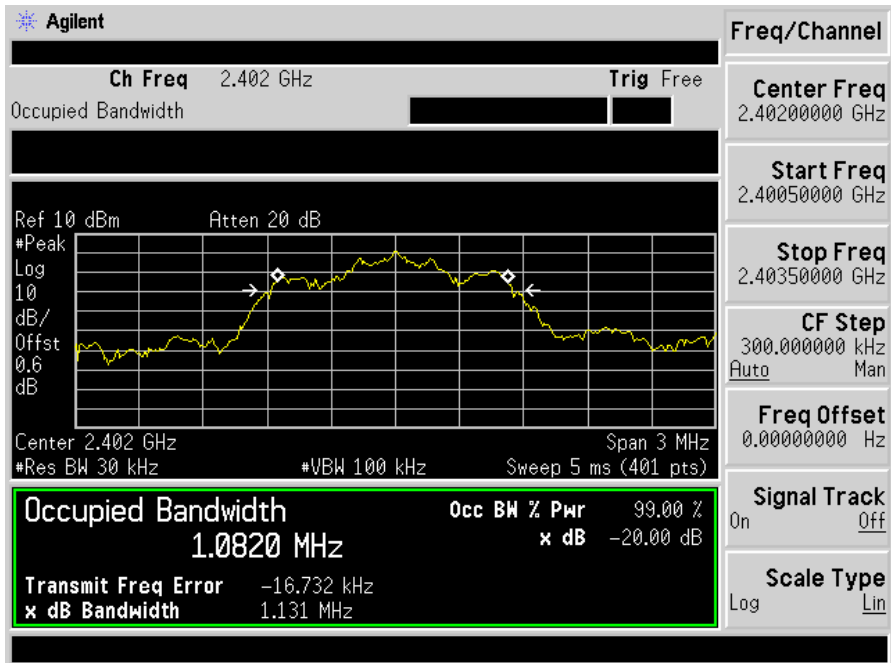 Agilent
Freq/Channel
Ch Freq 2.402 GHz Trig Free
Occupied Bandwidth
Center Freq
2.40200000 GHz
Start Freq
2.40050000 GHz
Stop Freq
2.40350000 GHz
CF Step
300.000000 kHz
Auto Man
Freq Offset
0.00000000 Hz
Signal Track
On Off
Scale Type
Log Lin
Ref 10 dBm Atten 20 dB
#Peak
Log
10
dB/
Offst
0.6
dB
Center 2.402 GHz Span 3 MHz
#Res BW 30 kHz #VBW 100 kHz Sweep 5 ms (401 pts)
Occupied Bandwidth
1.0820 MHz
Occ BW % Pwr 99.00 %
x dB -20.00 dB
Transmit Freq Error -16.732 kHz
x dB Bandwidth 1.131 MHz